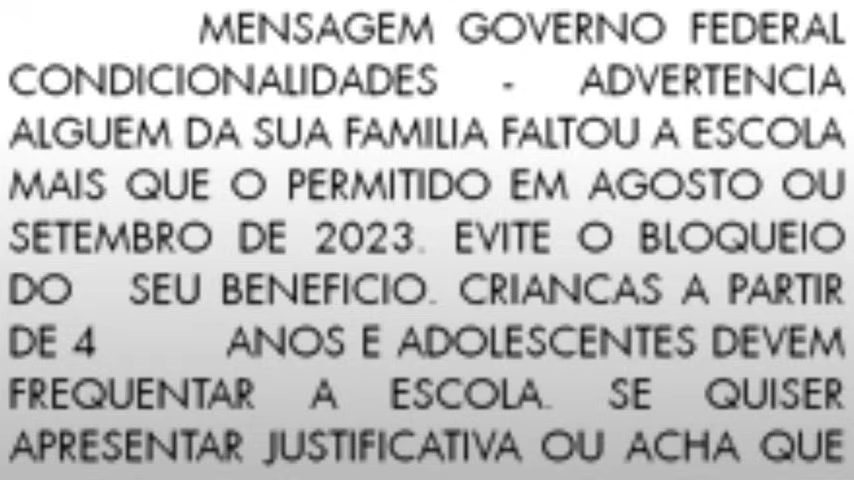 MENSAGEM GOVERNO FEDERAL
CONDICIONALIDADES - ADVERTENCIA
ALGUEM DA SUA FAMILIA FALTOU A ESCOLA
MAIS QUE O PERMITIDO EM AGOSTO OU
SETEMBRO DE 2023. EVITE O BLOQUEIO
DO SEU BENEFICIO. CRIANCAS A PARTIR
DE 4 ANOS E ADOLESCENTES DEVEM
FREQUENTAR A ESCOLA. SE QUISER
APRESENTAR JUSTIFICATIVA OU ACHA QUE